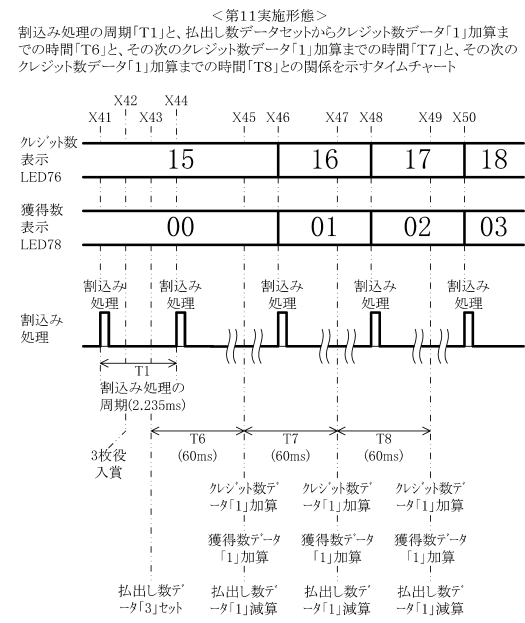 ＜第11実施形態＞
割込み処理の周期「T1」と、払出し数データセットからクレジット数データ「1」加算ま
での時間「T6」と、その次のクレジット数データ「1」加算までの時間「T7」と、その次の
クレジット数データ「1」加算までの時間「T8」との関係を示すタイムチャート
X42 X44
X41 X43 X45 X46 X47 X48 X49 X50
ｸﾚｼﾞｯﾄ数
表示
LED76
15 16 17 18
獲得数
表示
LED78
00 01 02 03
割込み 割込み 割込み 割込み 割込み
処理 処理 処理 処理 処理
割込み
処理
T1
割込み処理の
周期(2.235ms)
T6 T7 T8
(60ms) (60ms) (60ms)
3枚役
入賞
ｸﾚｼﾞｯﾄ数ﾃﾞ ｸﾚｼﾞｯﾄ数ﾃﾞ ｸﾚｼﾞｯﾄ数ﾃﾞ
ｰﾀ「1」加算 ｰﾀ「1」加算 ｰﾀ「1」加算
獲得数ﾃﾞｰﾀ 獲得数ﾃﾞｰﾀ 獲得数ﾃﾞｰﾀ
「1」加算 「1」加算 「1」加算
払出し数ﾃﾞ 払出し数ﾃﾞ 払出し数ﾃﾞ 払出し数ﾃﾞ
ｰﾀ「3」ｾｯﾄ ｰﾀ「1」減算 ｰﾀ「1」減算 ｰﾀ「1」減算